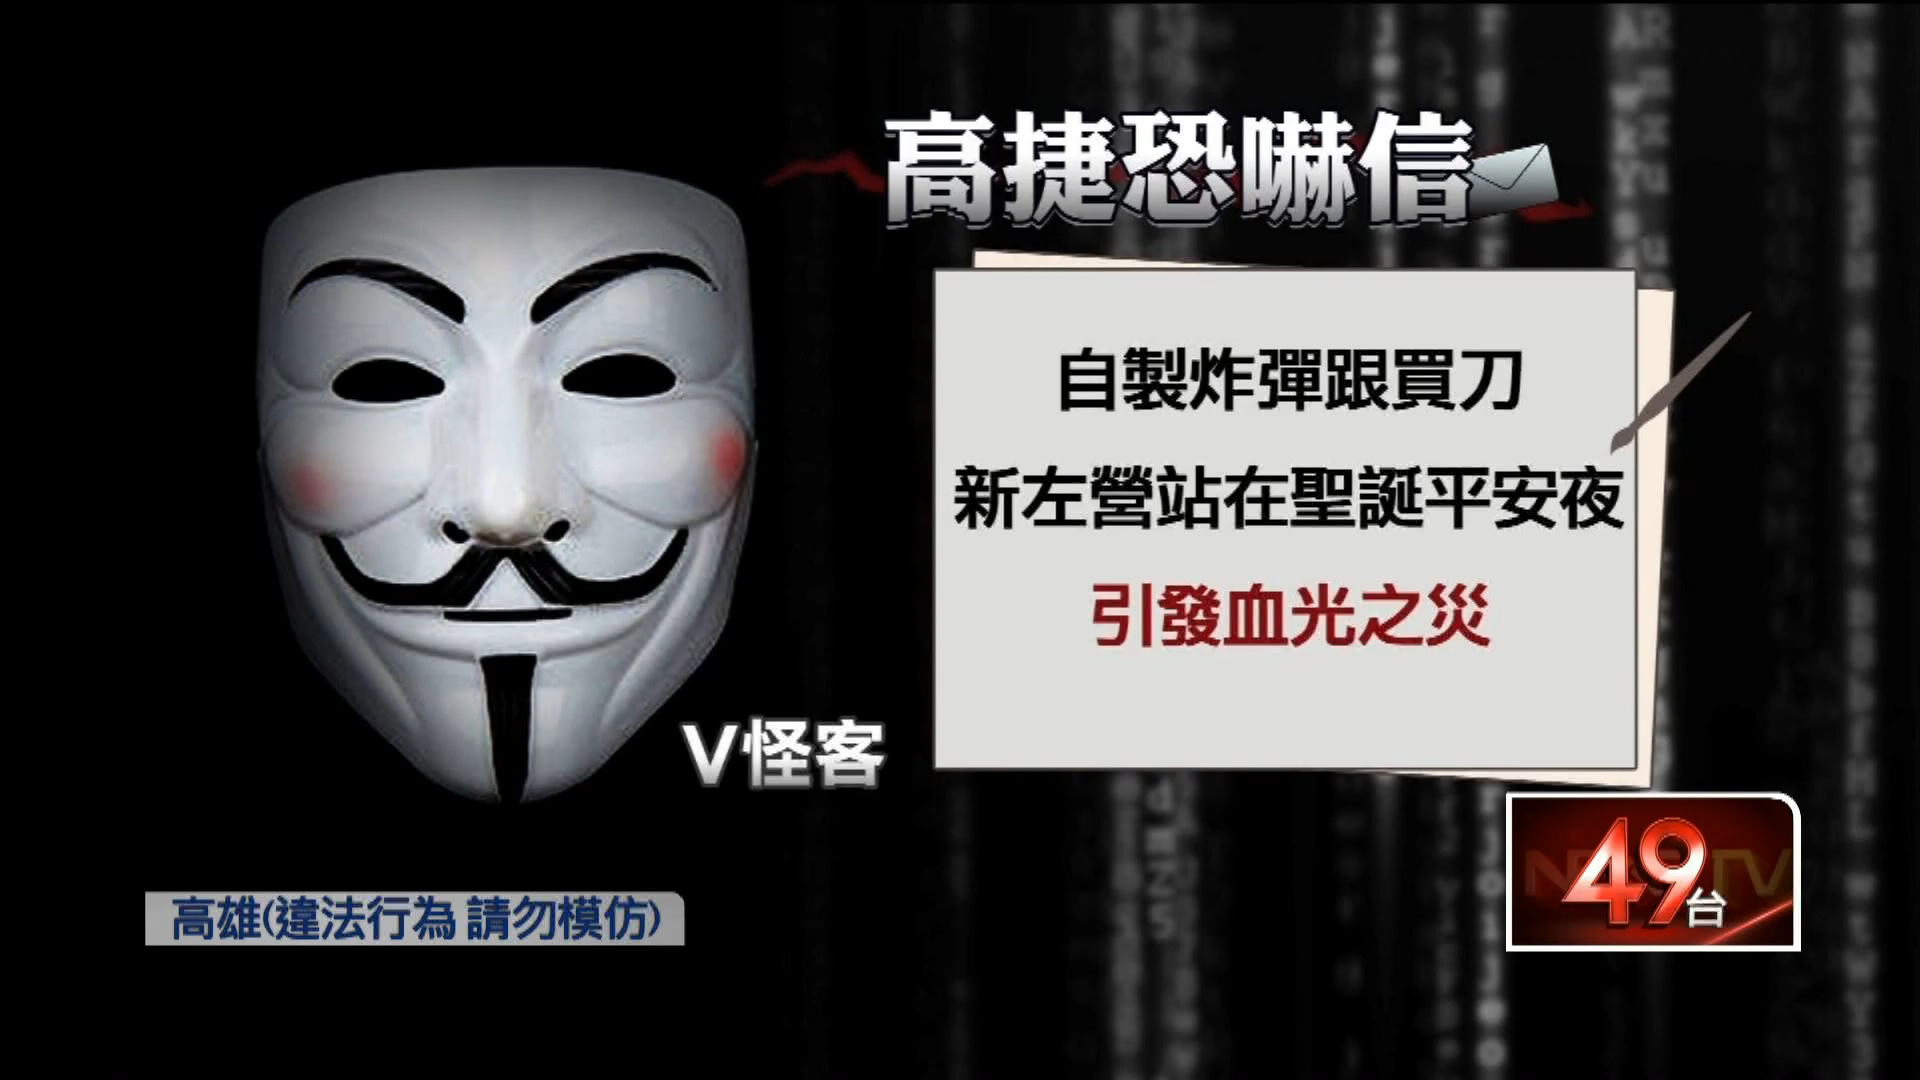 高捷恐嚇信
自製炸彈跟買刀
新左營站在聖誕平安夜
引發血光之災
V怪客
49台
高雄(違法行為 請勿模仿)